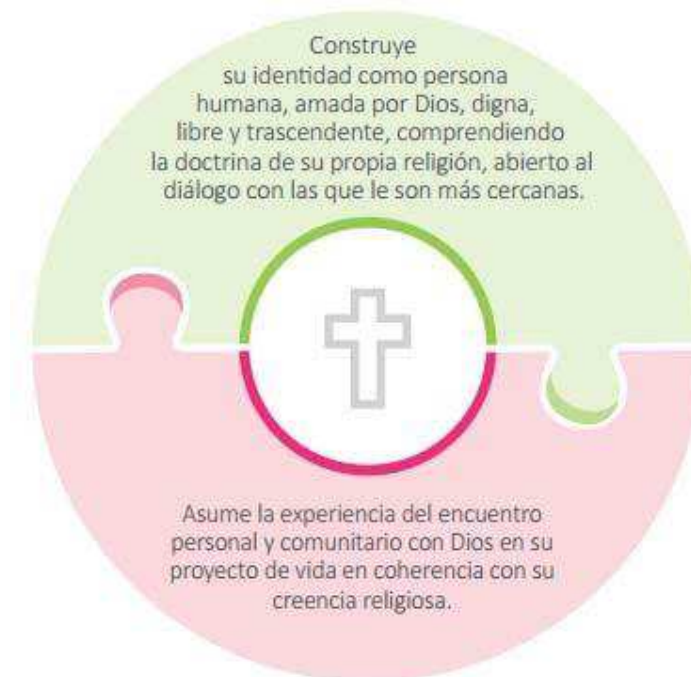 Construye
su identidad como persona
humana, amada por Dios, digna,
libre y trascendente, comprendiendo
la doctrina de su propia religión, abierto al
diálogo con las que le son más cercanas.
Asume la experiencia del encuentro
personal y comunitario con Dios en su
proyecto de vida en coherencia con su
creencia religiosa.